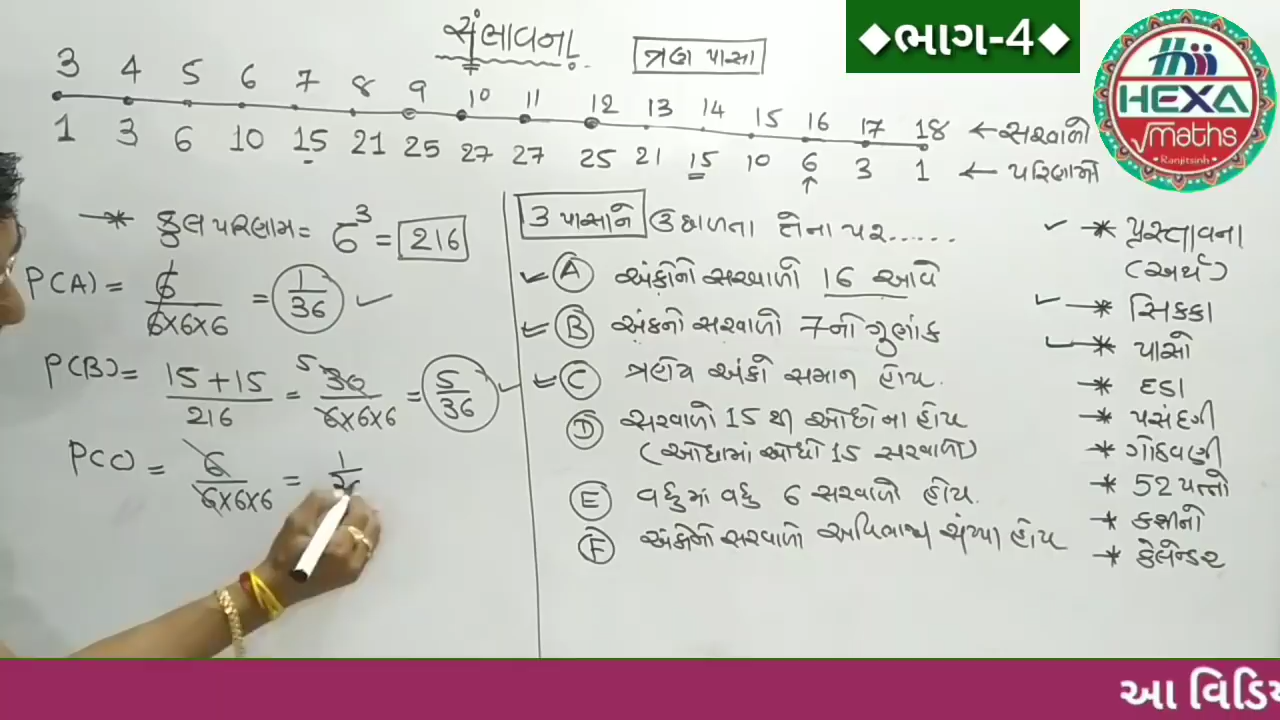 ◆ભાગ-4◆
HEXA
√maths
• Ranjitsinh •
સંભાવના
ત્રણ પાસા
3 4 5 6 7 8 9 10 11 12 13 14 15 16 17 18 ← સરવાળો
1 3 6 10 15 21 25 27 27 25 21 15 10 6 3 1 ← પરિણામો
* કુલ પરિણામ = 6³ = 216
P(A) = 6/6×6×6 = 1/36 ✓
P(B) = 15+15/216 = 5 30/6×6×6 = 5/36 ✓
P(C) = 6/6×6×6 = 1/
3 પાસાને ઉછાળતા તેના પર......
✓ A અંકોનો સરવાળો 16 આવે
✓ B અંકનો સરવાળો 7ની ગુણાંક
✓ C ત્રણેય અંકો સમાન હોય.
D સરવાળો 15 થી ઓછો ના હોય
(ઓછામાં ઓછો 15 સરવાળો)
E વધુમાં વધુ 6 સરવાળો હોય.
F અંકોનો સરવાળો અવિભાજ્ય સંખ્યા હોય
✓ * પ્રસ્તાવના
(અર્થ)
✓ * સિક્કા
✓ * પાસો
* દડા
* પસંદગી
* ગોઠવણી
* 52 પત્તો
* કશીનો
* કેલેન્ડર
આ વિડિય